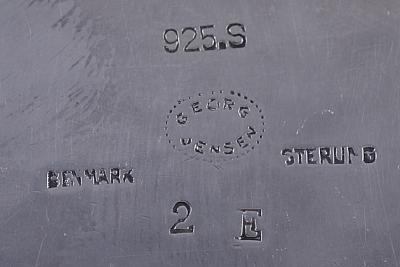 925.S
GEORG
JENSEN
DENMARK STERLING
2 E